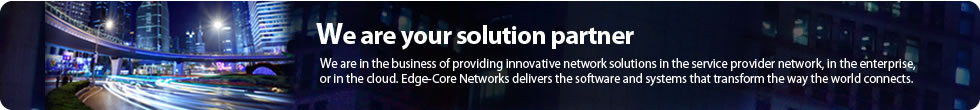 We are your solution partner
We are in the business of providing innovative network solutions in the service provider network, in the enterprise,
or in the cloud. Edge-Core Networks delivers the software and systems that transform the way the world connects.